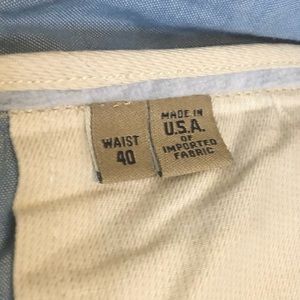 WAIST
40
MADE IN
U.S.A.
OF
IMPORTED
FABRIC